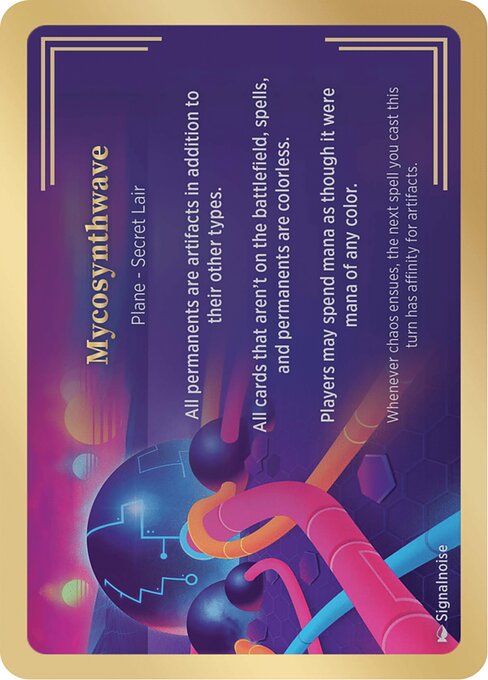 Mycosynthwave
Plane - Secret Lair
All permanents are artifacts in addition to
their other types.
All cards that aren't on the battlefield, spells,
and permanents are colorless.
Players may spend mana as though it were
mana of any color.
Whenever chaos ensues, the next spell you cast this
turn has affinity for artifacts.
Signalnoise